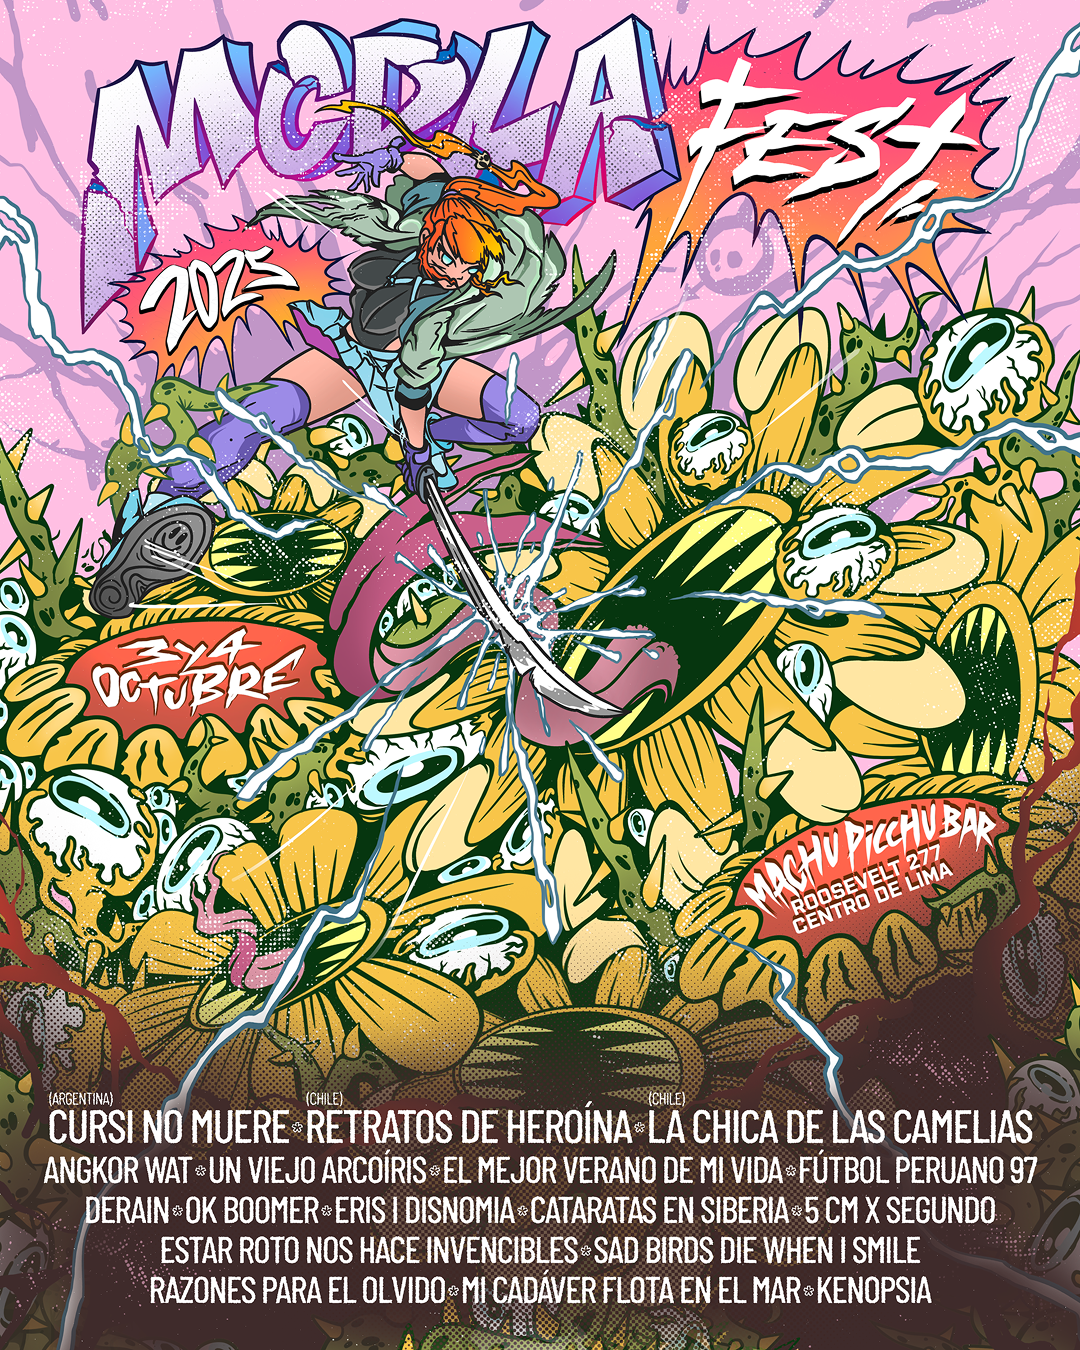 MCDLA
FEST.
2025
3 Y 4
OCTUBRE
MACHU PICCHU BAR
ROOSEVELT 277
CENTRO DE LIMA
(ARGENTINA) (CHILE) (CHILE)
CURSI NO MUERE RETRATOS DE HEROÍNA LA CHICA DE LAS CAMELIAS
ANGKOR WAT UN VIEJO ARCOÍRIS EL MEJOR VERANO DE MI VIDA FÚTBOL PERUANO 97
DERAIN OK BOOMER ERIS I DISNOMIA CATARATAS EN SIBERIA 5 CM X SEGUNDO
ESTAR ROTO NOS HACE INVENCIBLES SAD BIRDS DIE WHEN I SMILE
RAZONES PARA EL OLVIDO MI CADÁVER FLOTA EN EL MAR KENOPSIA